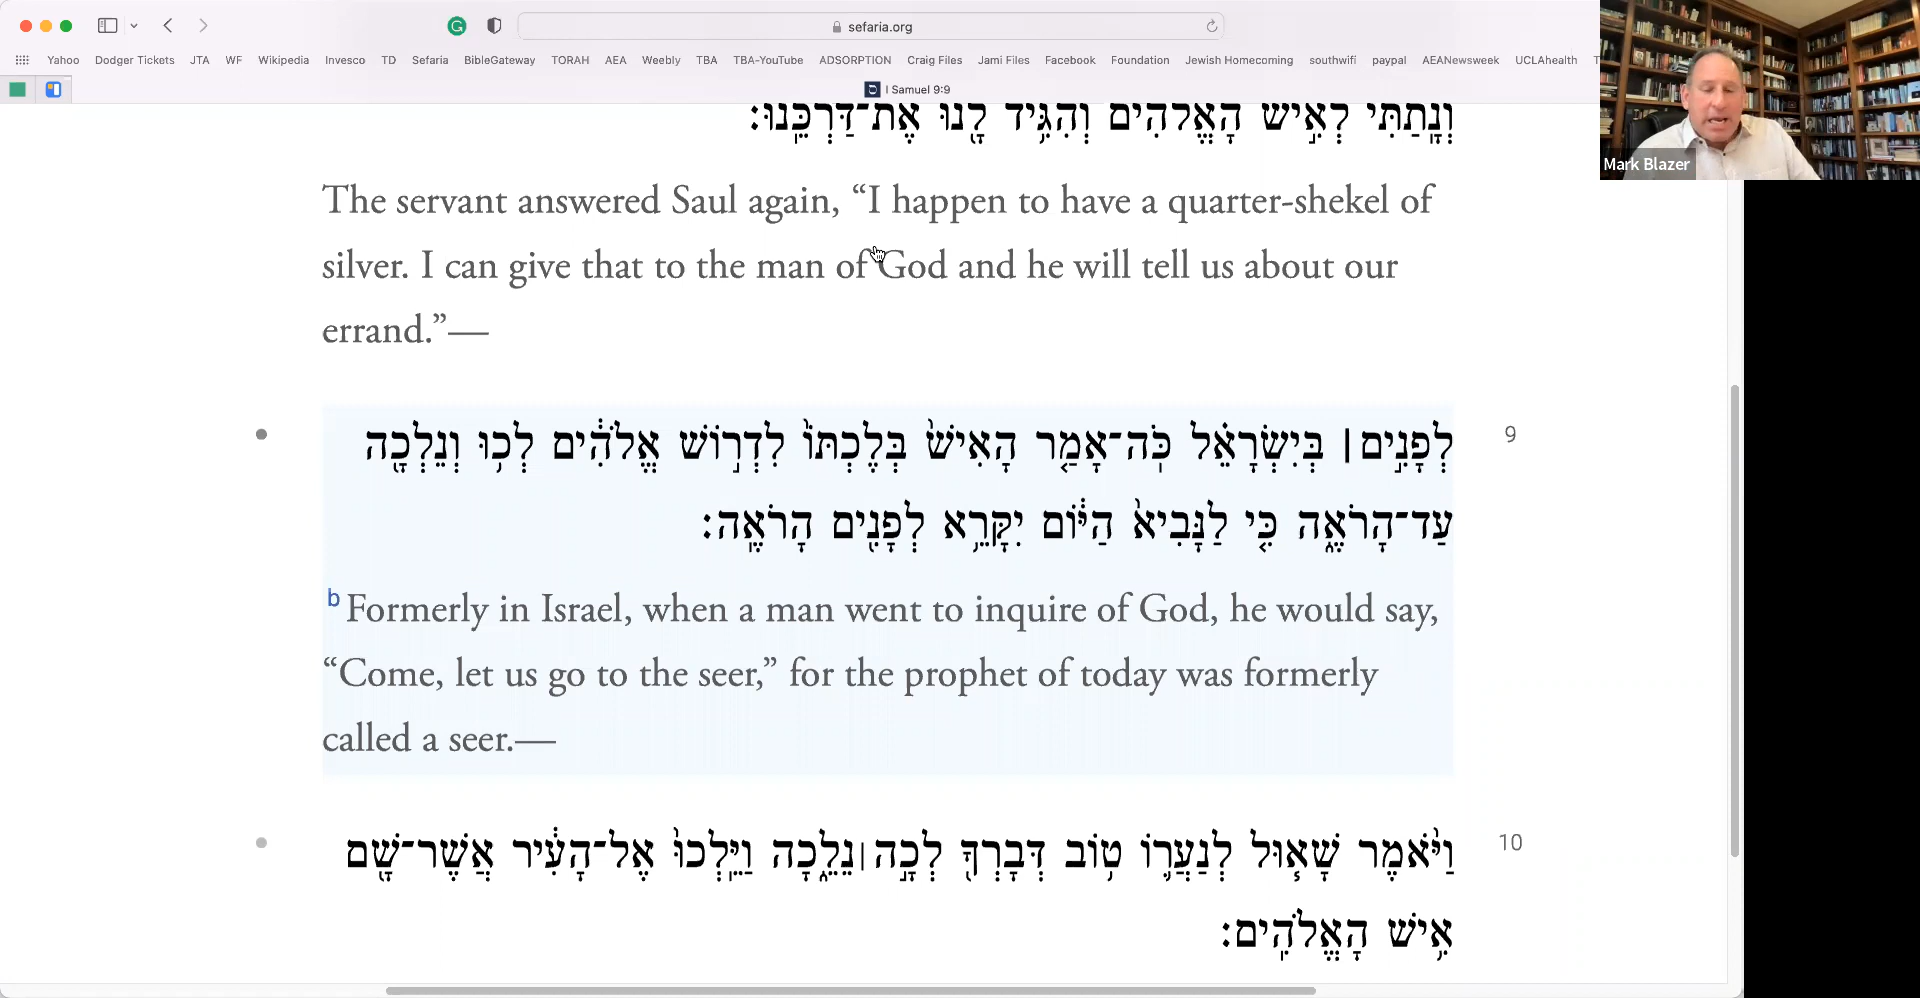 sefaria.org
Yahoo Dodger Tickets JTA WF Wikipedia Invesco TD Sefaria BibleGateway TORAH AEA Weebly TBA TBA-YouTube ADSORPTION Craig Files Jami Files Facebook Foundation Jewish Homecoming southwifi paypal AEANewsweek UCLAhealth
I Samuel 9:9
Mark Blazer
וְנָתַתִּי לְאִ֣ישׁ הָאֱלֹהִ֔ים וְהִגִּ֥יד לָ֖נוּ אֶת־דַּרְכֵּֽנוּ׃
The servant answered Saul again, “I happen to have a quarter-shekel of
silver. I can give that to the man of God and he will tell us about our
errand.”—
לְפָנִ֣ים ׀ בְּיִשְׂרָאֵ֗ל כֹּֽה־אָמַ֤ר הָאִישׁ֙ בְּלֶכְתּוֹ֙ לִדְר֣וֹשׁ אֱלֹהִ֔ים לְכ֥וּ וְנֵלְכָ֖ה 9
עַד־הָרֹאֶ֑ה כִּ֤י לַנָּבִיא֙ הַיּ֔וֹם יִקָּרֵ֥א לְפָנִ֖ים הָרֹאֶֽה׃
b Formerly in Israel, when a man went to inquire of God, he would say,
“Come, let us go to the seer,” for the prophet of today was formerly
called a seer.—
וַיֹּ֨אמֶר שָׁא֧וּל לְנַעֲר֛וֹ ט֥וֹב דְּבָרְךָ֖ לְכָ֣ה ׀ נֵלֵ֑כָה וַיֵּֽלְכוּ֙ אֶל־הָעִ֔יר אֲשֶׁר־שָׁ֖ם 10
אִ֥ישׁ הָאֱלֹהִֽים׃